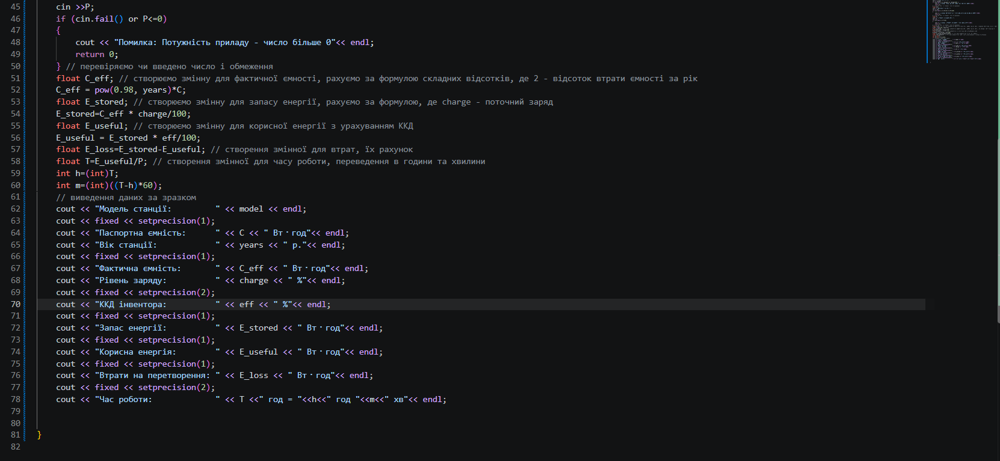 45 cin >>P;
46 if (cin.fail() or P<=0)
47 {
48 cout << "Помилка: Потужність приладу - число більше 0"<< endl;
49 return 0;
50 } // перевіряємо чи введено число і обмеження
51 float C_eff; // створюємо змінну для фактичної ємності, рахуємо за формулою складних відсотків, де 2 - відсоток втрати ємності за рік
52 C_eff = pow(0.98, years)*C;
53 float E_stored; // створюємо змінну для запасу енергії, рахуємо за формулою, де charge - поточний заряд
54 E_stored=C_eff * charge/100;
55 float E_useful; // створюємо змінну для корисної енергії з урахуванням ККД
56 E_useful = E_stored * eff/100;
57 float E_loss=E_stored-E_useful; // створення змінної для втрат, їх рахунок
58 float T=E_useful/P; // створення змінної для часу роботи, переведення в години та хвилини
59 int h=(int)T;
60 int m=(int)((T-h)*60);
61 // виведення даних за зразком
62 cout << "Модель станції:         " << model << endl;
63 cout << fixed << setprecision(1);
64 cout << "Паспортна ємність:      " << C << " Вт·год"<< endl;
65 cout << "Вік станції:            " << years << " р."<< endl;
66 cout << fixed << setprecision(1);
67 cout << "Фактична ємність:       " << C_eff << " Вт·год"<< endl;
68 cout << "Рівень заряду:          " << charge << " %"<< endl;
69 cout << fixed << setprecision(2);
70 cout << "ККД інвентора:          " << eff << " %"<< endl;
71 cout << fixed << setprecision(1);
72 cout << "Запас енергії:          " << E_stored << " Вт·год"<< endl;
73 cout << fixed << setprecision(1);
74 cout << "Корисна енергія:        " << E_useful << " Вт·год"<< endl;
75 cout << fixed << setprecision(1);
76 cout << "Втрати на перетворення: " << E_loss << " Вт·год"<< endl;
77 cout << fixed << setprecision(2);
78 cout << "Час роботи:             " << T <<" год = "<<h<<" год "<<m<<" хв"<< endl;
79
80
81 }
82